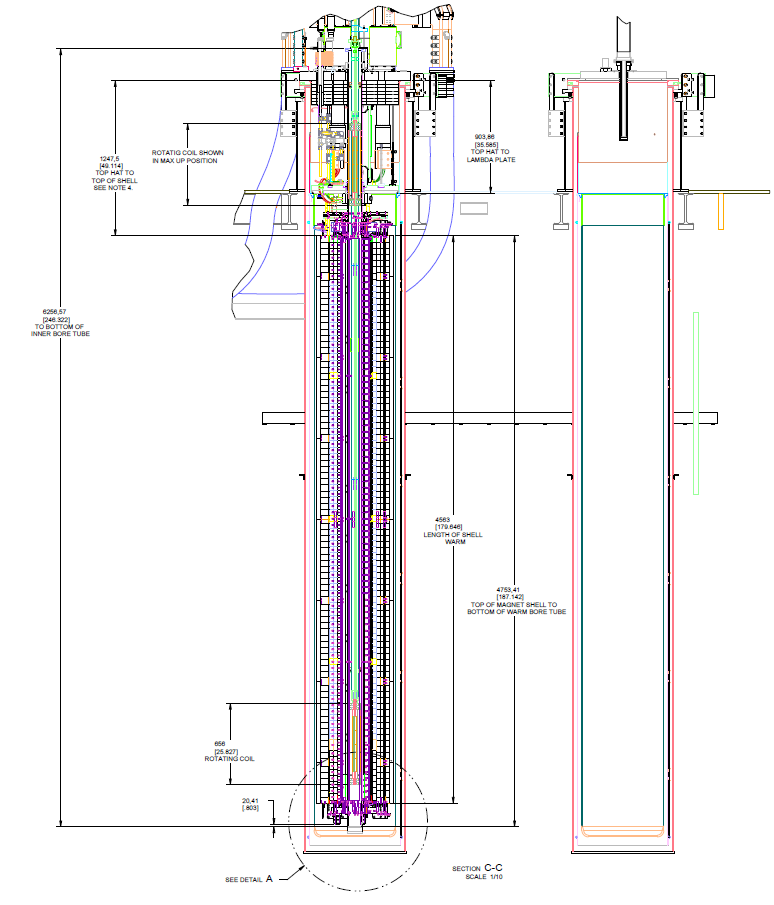 903,86
[35.585]
TOP HAT TO
LAMBDA PLATE
ROTATIG COIL SHOWN
IN MAX UP POSITION
1247,5
[49.114]
TOP HAT TO
TOP OF SHELL
SEE NOTE 4.
6256,57
[246.322]
TO BOTTOM OF
INNER BORE TUBE
4563
[179.646]
LENGTH OF SHELL
WARM
4753,41
[187.142]
TOP OF MAGNET SHELL TO
BOTTOM OF WARM BORE TUBE
656
[25.827]
ROTATING COIL
20,41
[.803]
SEE DETAIL A
SECTION C-C
SCALE 1/10